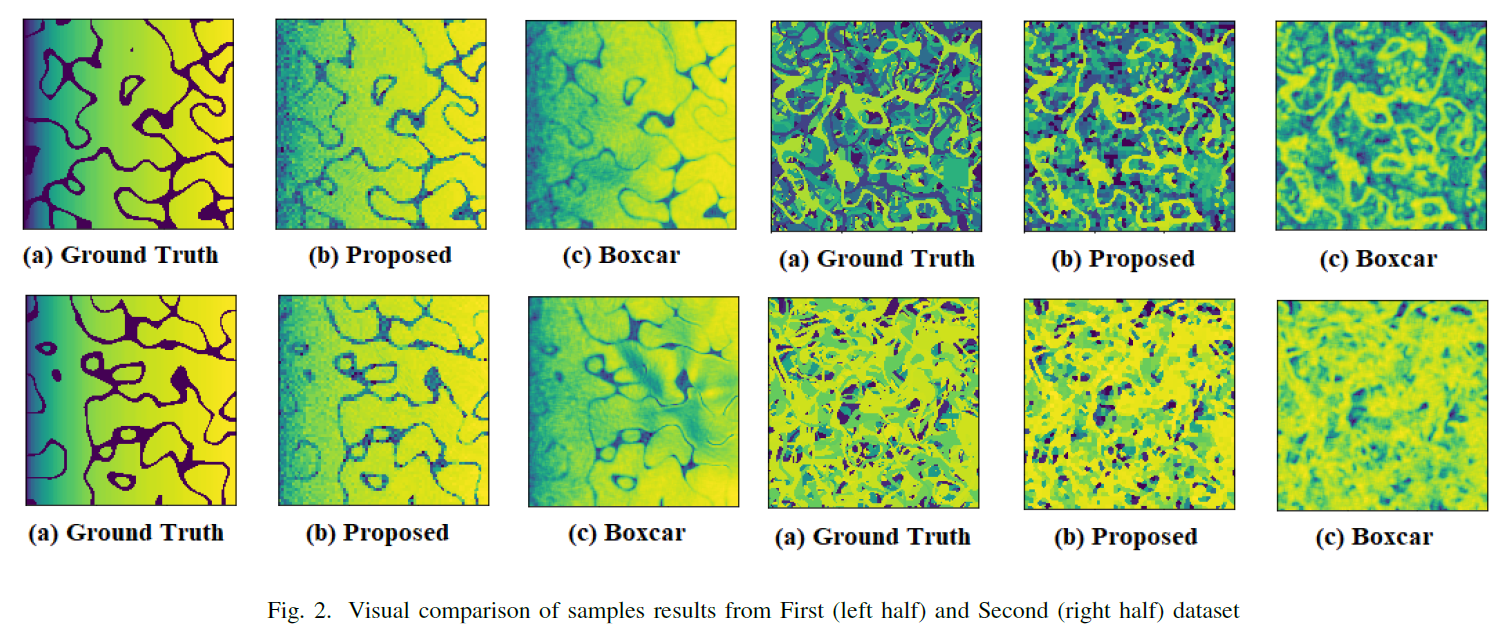 (a) Ground Truth (b) Proposed (c) Boxcar (a) Ground Truth (b) Proposed (c) Boxcar
(a) Ground Truth (b) Proposed (c) Boxcar (a) Ground Truth (b) Proposed (c) Boxcar
Fig. 2. Visual comparison of samples results from First (left half) and Second (right half) dataset